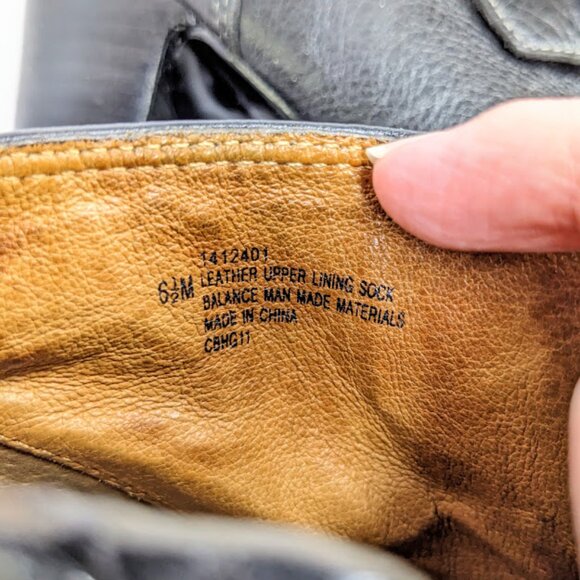 1412401
6½M LEATHER UPPER LINING SOCK
BALANCE MAN MADE MATERIALS
MADE IN CHINA
CBHG11